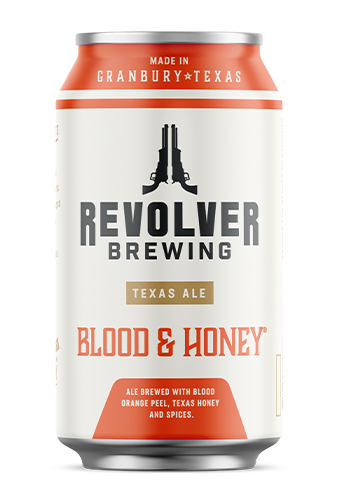 MADE IN
GRANBURY★TEXAS
REVOLVER
BREWING
TEXAS ALE
BLOOD & HONEY®
ALE BREWED WITH BLOOD
ORANGE PEEL, TEXAS HONEY
AND SPICES.